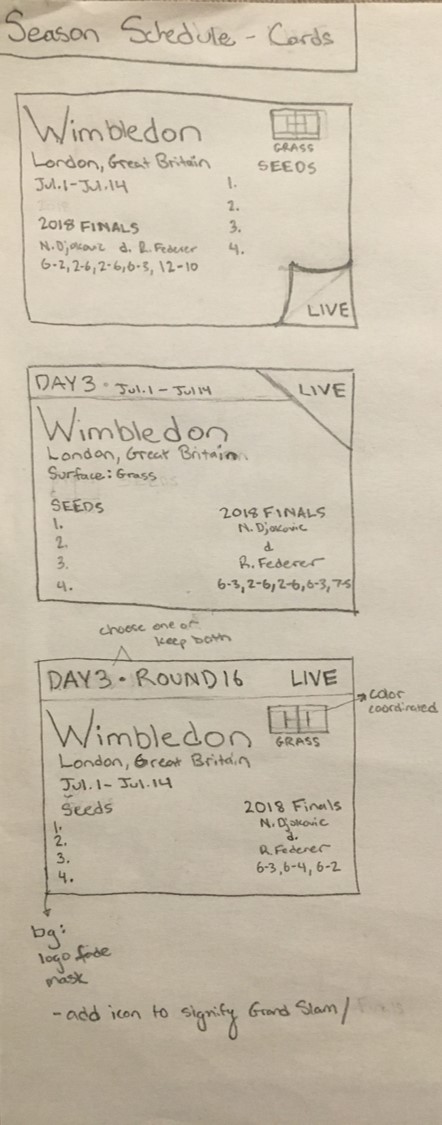 Season Schedule - Cards
Wimbledon
GRASS
London, Great Britain
SEEDS
Jul.1-Jul.14
1.
2.
2018 FINALS
3.
N. Djokovic d. R. Federer
4.
6-2, 2-6, 2-6, 6-3, 12-10
LIVE
DAY 3 · Jul.1 - Jul 14
LIVE
Wimbledon
London, Great Britain
Surface: Grass
SEEDS
1.
2.
3.
4.
2018 FINALS
N. Djokovic
d
R. Federer
6-3, 2-6, 2-6, 6-3, 7-5
choose one or
keep both
DAY 3 · ROUND 16
LIVE
color
coordinated
Wimbledon
GRASS
London, Great Britain
Jul.1 - Jul.14
Seeds
1.
2.
3.
4.
2018 Finals
N. Djokovic
d.
R. Federer
6-3, 6-4, 6-2
bg:
logo fade
mask
- add icon to signify Grand Slam/